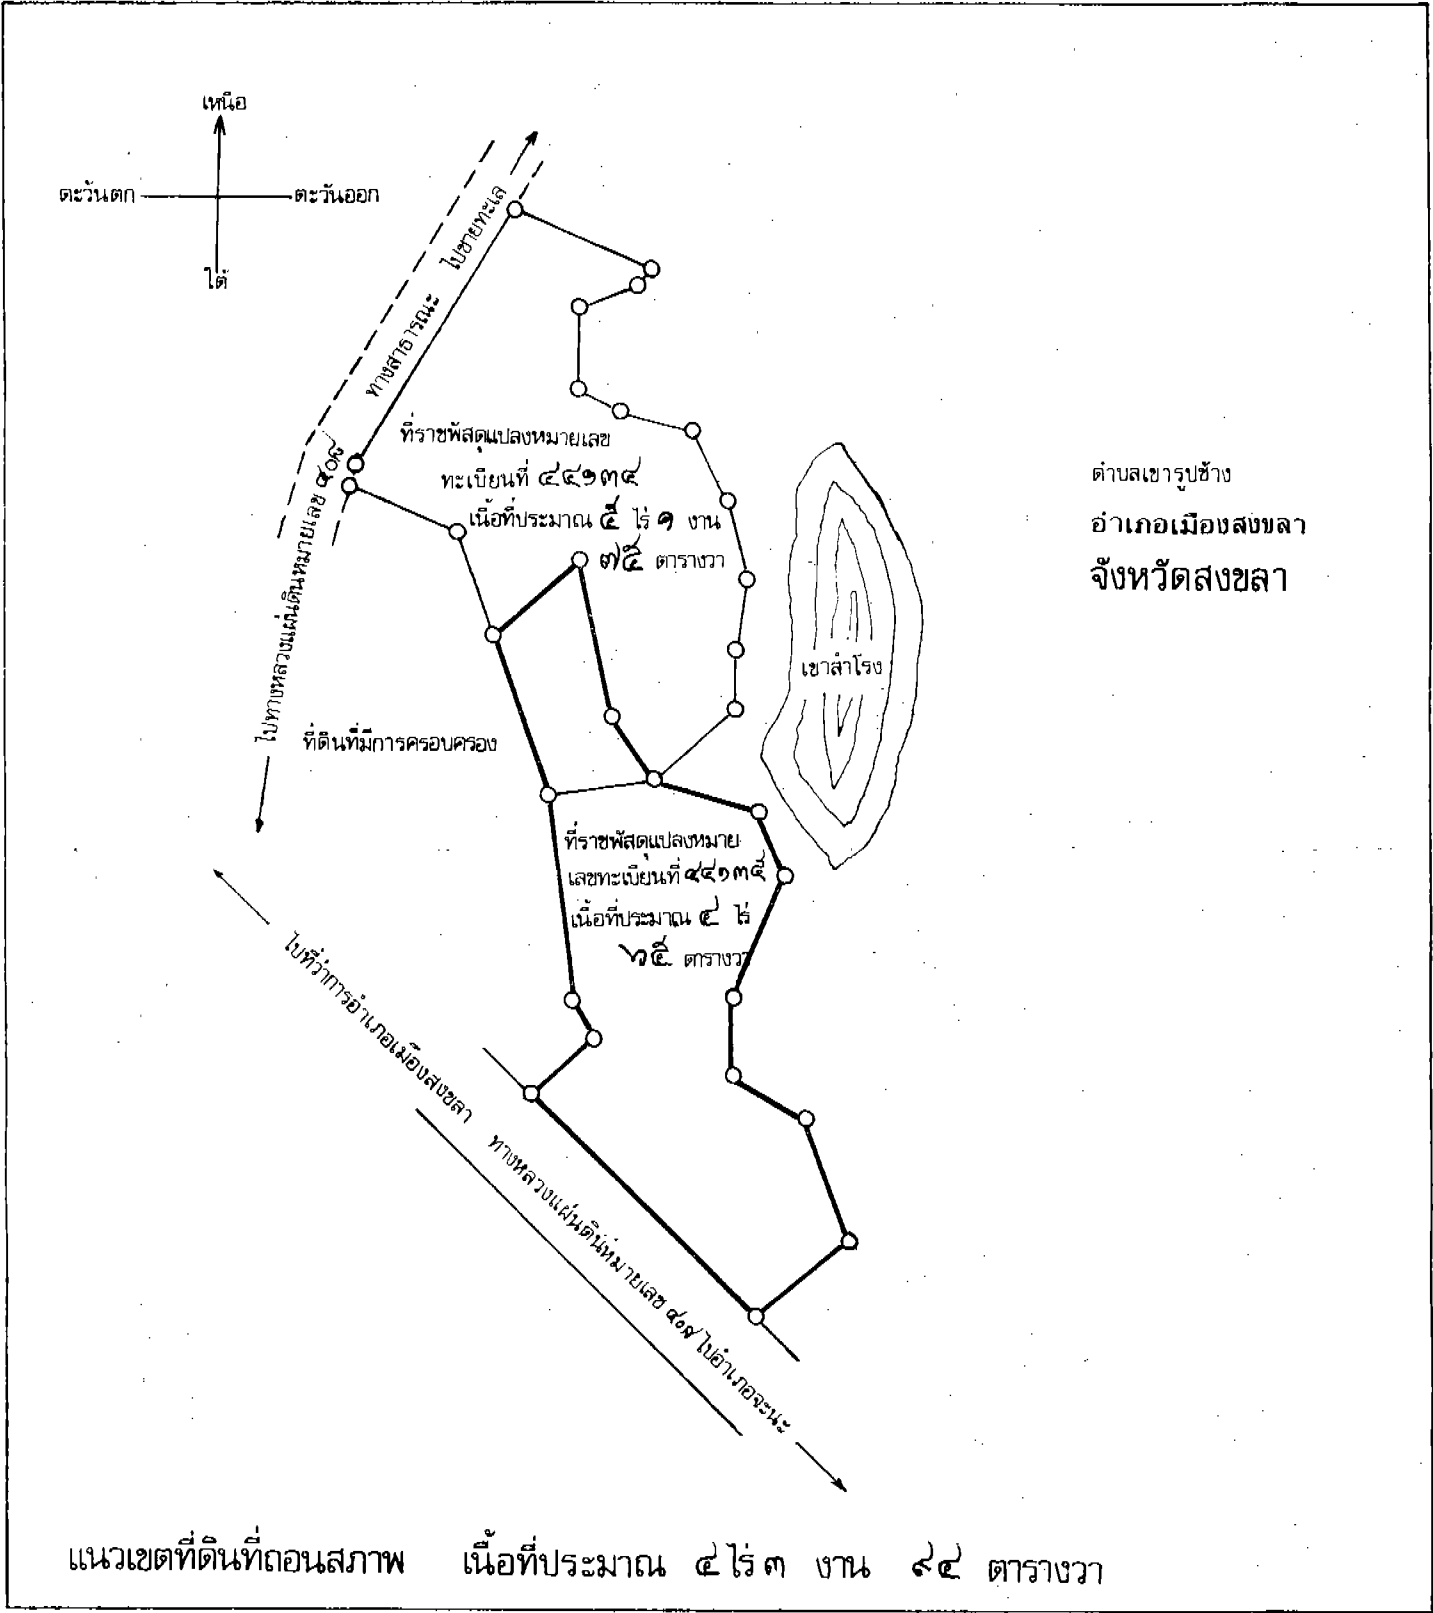 เหนือ
ตะวันตก
ตะวันออก
ใต้
ทางสาธารณะ ไปชายทะเล
ไปทางหลวงแผ่นดินหมายเลข ๔๐๘
ที่ราชพัสดุแปลงหมายเลข
ทะเบียนที่ ๔๔๑๓๔
เนื้อที่ประมาณ ๕ ไร่ ๑ งาน
๗๕ ตารางวา
ตำบลเขารูปช้าง
อำเภอเมืองสงขลา
จังหวัดสงขลา
เขาสำโรง
ที่ดินที่มีการครอบครอง
ที่ราชพัสดุแปลงหมาย
เลขทะเบียนที่ ๔๔๑๓๕
เนื้อที่ประมาณ ๔ ไร่
๖๕ ตารางวา
ไปที่ว่าการอำเภอเมืองสงขลา
ทางหลวงแผ่นดินหมายเลข ๔๐๘ ไปอำเภอจะนะ
แนวเขตที่ดินที่ถอนสภาพ เนื้อที่ประมาณ ๔ ไร่ ๓ งาน ๙๔ ตารางวา